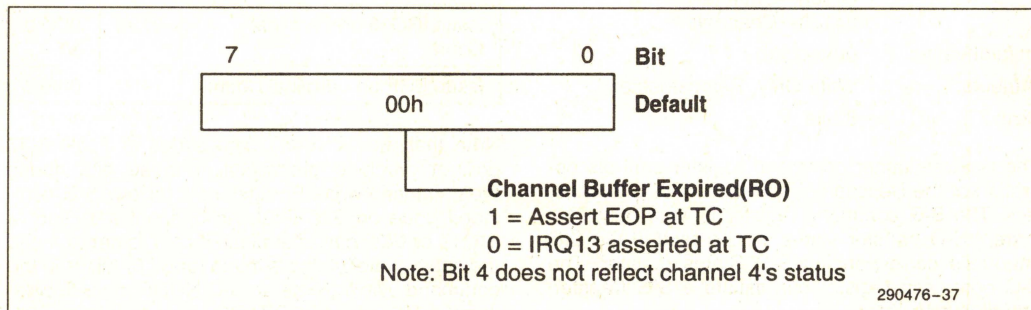 7 0 Bit
00h Default
Channel Buffer Expired(RO)
1 = Assert EOP at TC
0 = IRQ13 asserted at TC
Note: Bit 4 does not reflect channel 4's status
290476–37